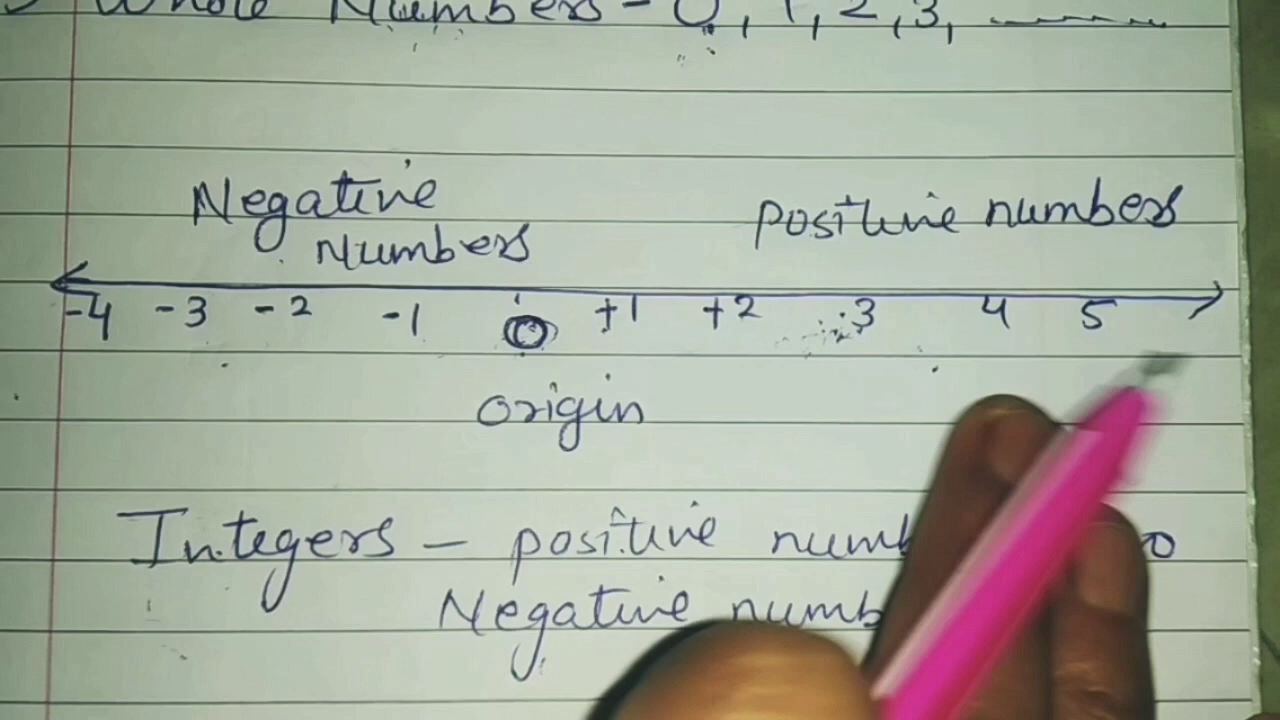 Whole Numbers - 0, 1, 2, 3,
Negative
Numbers
positive numbers
-4 -3 -2 -1 0 +1 +2 3 4 5
origin
Integers - positive numb o
Negative numb